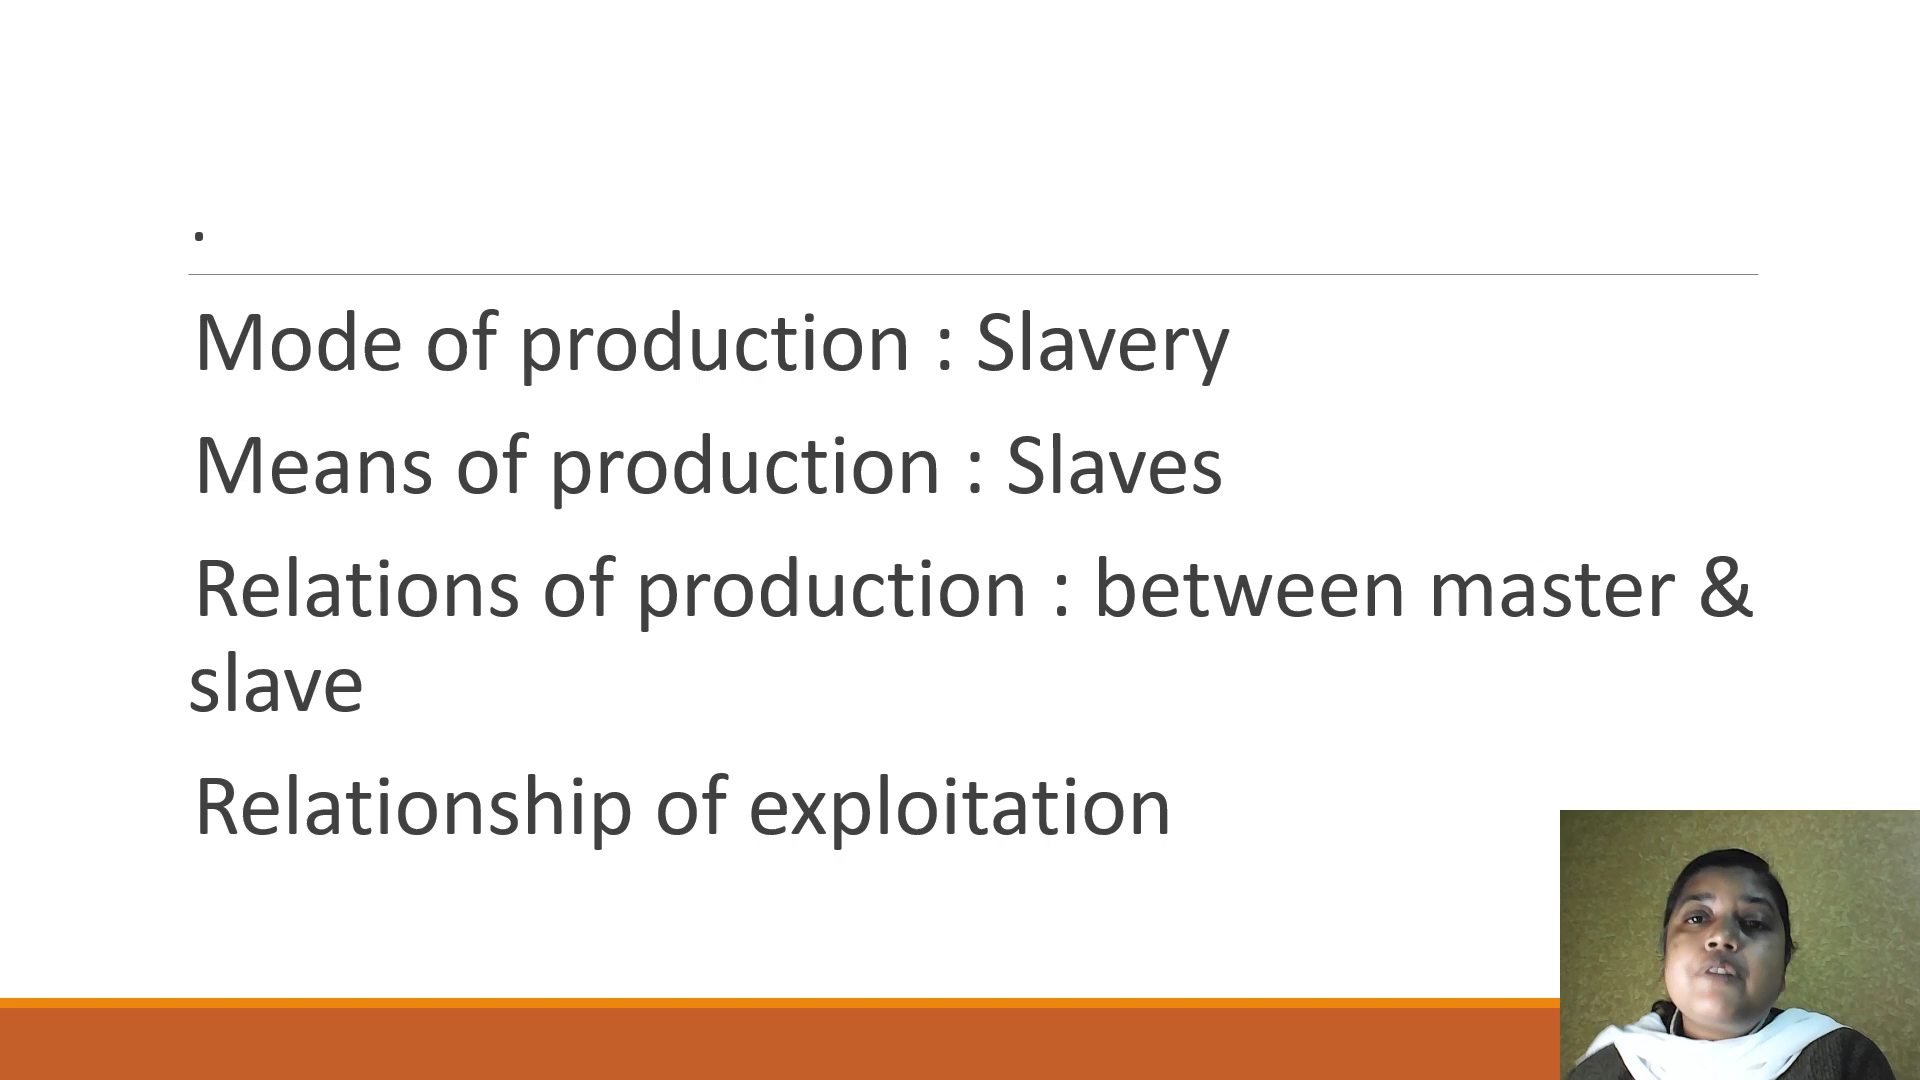 .
Mode of production : Slavery
Means of production : Slaves
Relations of production : between master &
slave
Relationship of exploitation